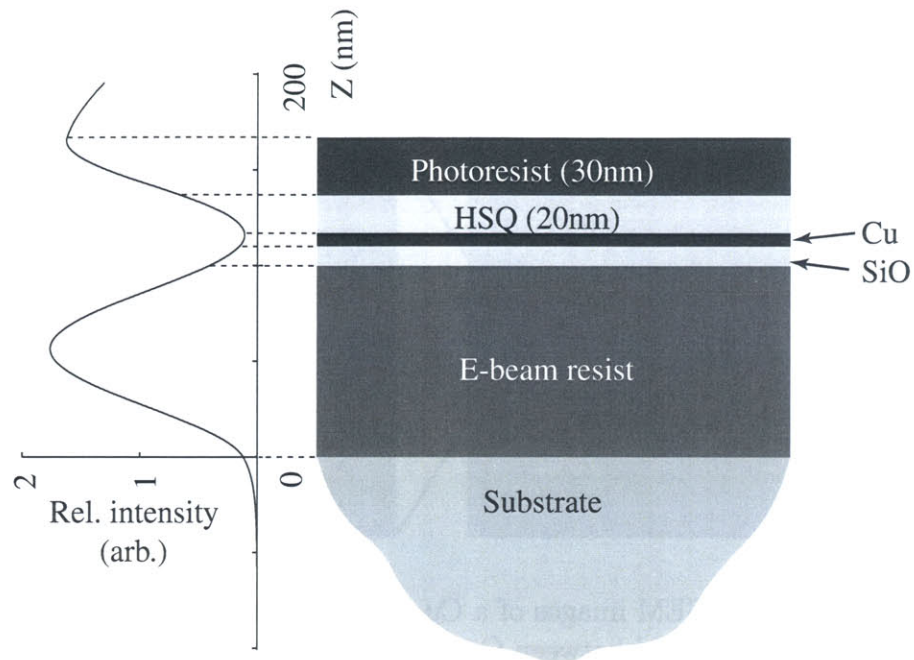 200
Z (nm)
Photoresist (30nm)
HSQ (20nm)
Cu
SiO
E-beam resist
2
1
0
Rel. intensity
(arb.)
Substrate